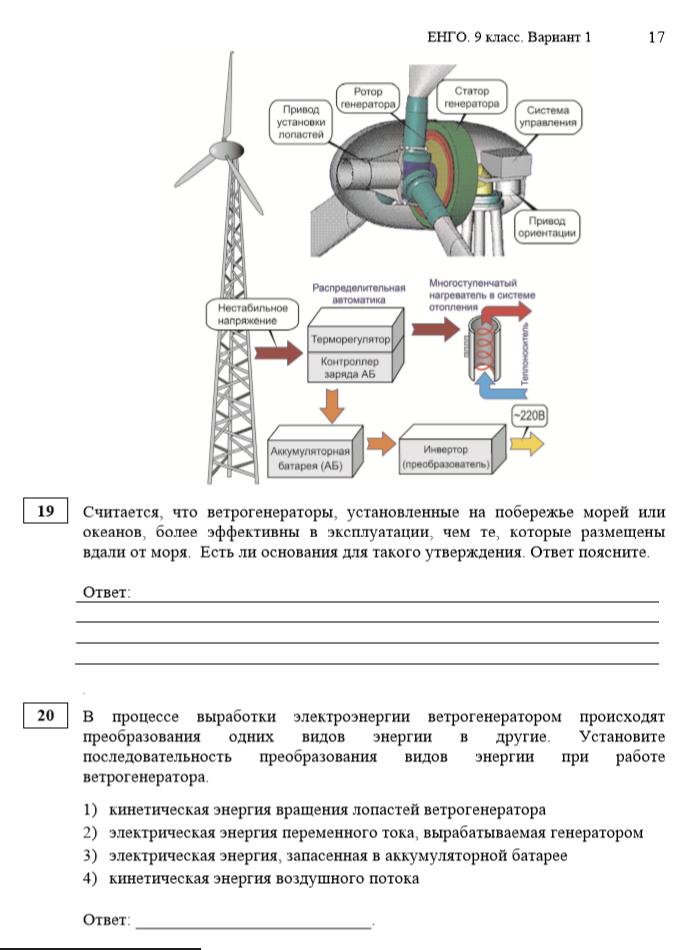 ЕНГО. 9 класс. Вариант 1 17
Ротор
генератора
Статор
генератора
Привод
установки
лопастей
Система
управления
Привод
ориентации
Распределительная
автоматика
Многоступенчатый
нагреватель в системе
отопления
Нестабильное
напряжение
Терморегулятор
Контроллер
заряда АБ
Теплоноситель
~220В
Аккумуляторная
батарея (АБ)
Инвертор
(преобразователь)
19 Считается, что ветрогенераторы, установленные на побережье морей или
океанов, более эффективны в эксплуатации, чем те, которые размещены
вдали от моря. Есть ли основания для такого утверждения. Ответ поясните.
Ответ:
20 В процессе выработки электроэнергии ветрогенератором происходят
преобразования одних видов энергии в другие. Установите
последовательность преобразования видов энергии при работе
ветрогенератора.
1) кинетическая энергия вращения лопастей ветрогенератора
2) электрическая энергия переменного тока, вырабатываемая генератором
3) электрическая энергия, запасенная в аккумуляторной батарее
4) кинетическая энергия воздушного потока
Ответ: .